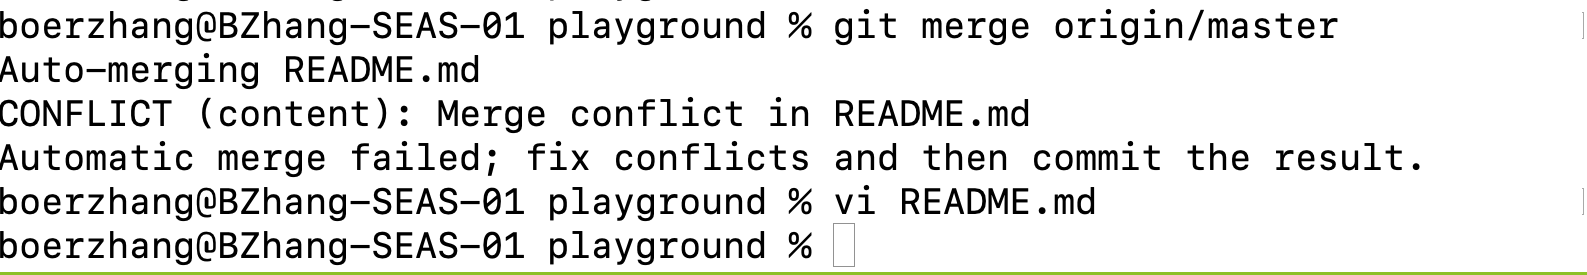 boerzhang@BZhang-SEAS-01 playground % git merge origin/master
Auto-merging README.md
CONFLICT (content): Merge conflict in README.md
Automatic merge failed; fix conflicts and then commit the result.
boerzhang@BZhang-SEAS-01 playground % vi README.md
boerzhang@BZhang-SEAS-01 playground %